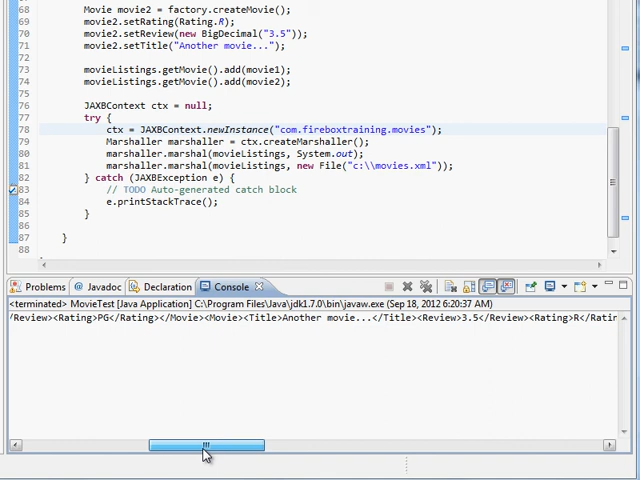 68 Movie movie2 = factory.createMovie();
69 movie2.setRating(Rating.R);
70 movie2.setReview(new BigDecimal("3.5"));
71 movie2.setTitle("Another movie...");
72
73 movieListings.getMovie().add(movie1);
74 movieListings.getMovie().add(movie2);
75
76 JAXBContext ctx = null;
77 try {
78 ctx = JAXBContext.newInstance("com.fireboxtraining.movies");
79 Marshaller marshaller = ctx.createMarshaller();
80 marshaller.marshal(movieListings, System.out);
81 marshaller.marshal(movieListings, new File("c:\\movies.xml"));
82 } catch (JAXBException e) {
83 // TODO Auto-generated catch block
84 e.printStackTrace();
85 }
86
87 }
88
Problems @ Javadoc Declaration Console
<terminated> MovieTest [Java Application] C:\Program Files\Java\jdk1.7.0\bin\javaw.exe (Sep 18, 2012 6:20:37 AM)
/Review><Rating>PG</Rating></Movie><Movie><Title>Another movie...</Title><Review>3.5</Review><Rating>R</Ratin